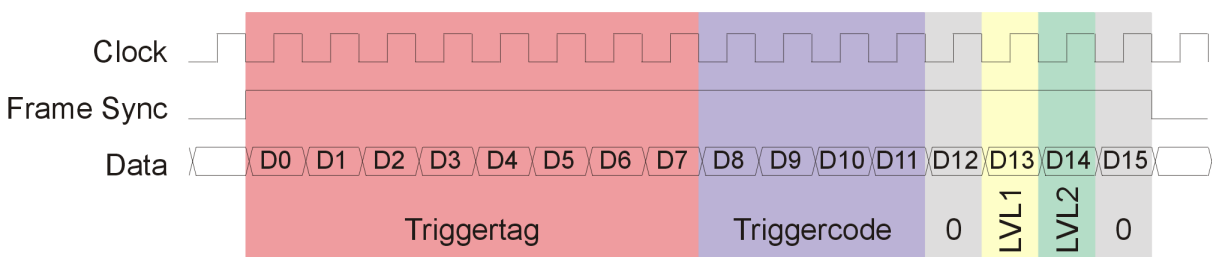 Clock
Frame Sync
Data D0 D1 D2 D3 D4 D5 D6 D7 D8 D9 D10 D11 D12 D13 D14 D15
Triggertag Triggercode 0 LVL1 LVL2 0